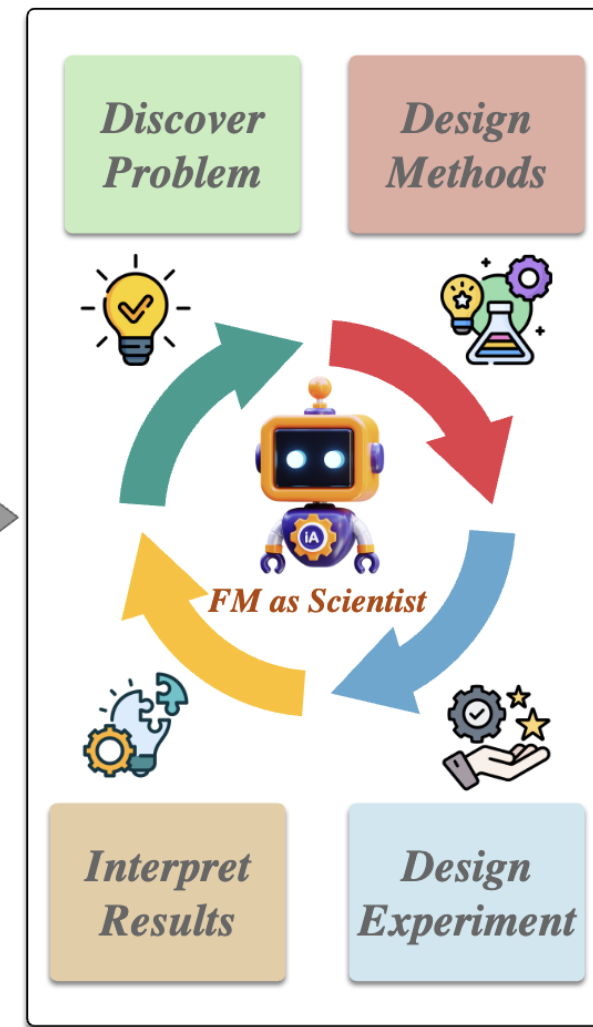 Discover
Problem
Design
Methods
iA
FM as Scientist
Interpret
Results
Design
Experiment